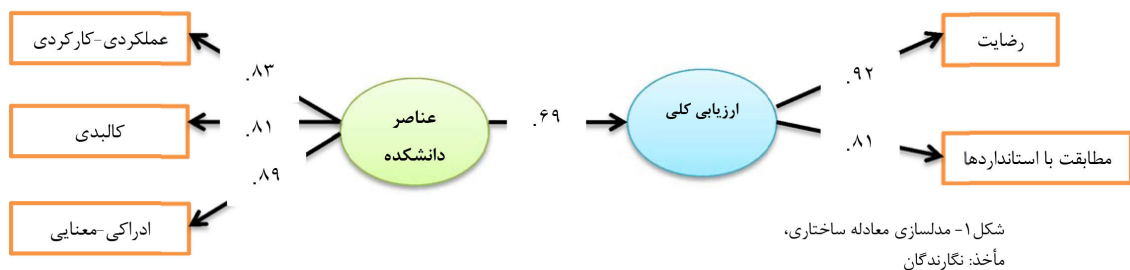 عملکردی-کارکردی
کالبدی
ادراکی-معنایی
.۸۳
.۸۱
.۸۹
عناصر
دانشکده
.۶۹
ارزیابی کلی
.۹۲
.۸۱
رضایت
مطابقت با استانداردها
شکل۱- مدلسازی معادله ساختاری،
مأخذ: نگارندگان